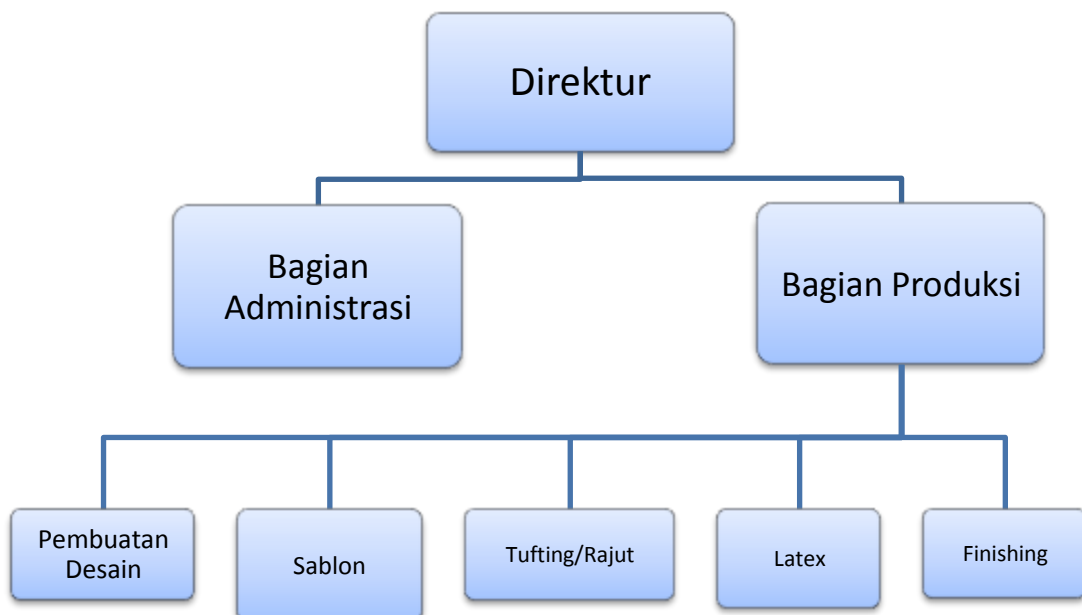 Direktur
Bagian
Administrasi
Bagian Produksi
Pembuatan
Desain
Sablon
Tufting/Rajut
Latex
Finishing